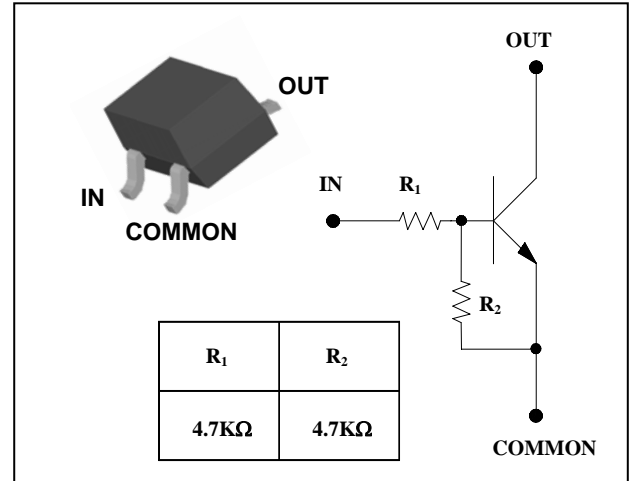 OUT
OUT
IN
COMMON
IN
R₁
R₂
R₁ R₂
4.7KΩ 4.7KΩ
COMMON